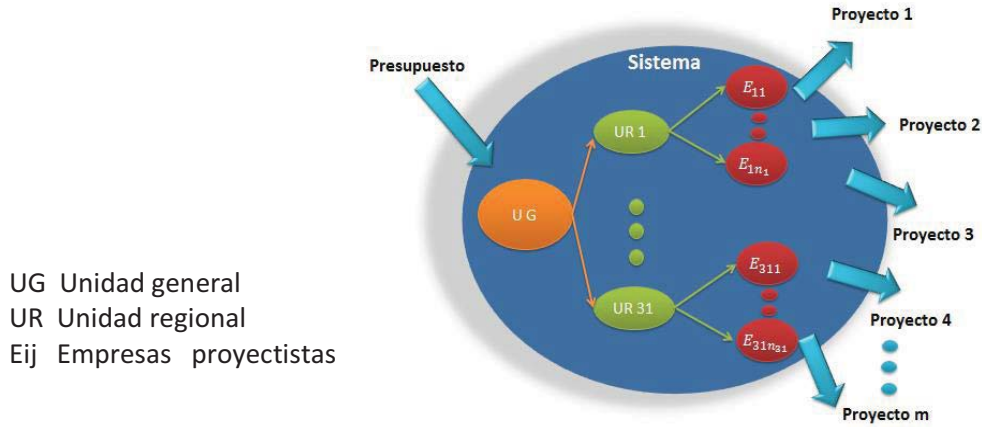 Proyecto 1
Presupuesto
Sistema
E₁₁
UR 1
Proyecto 2
E₁ₙ₁
U G
Proyecto 3
E₃₁₁
UG Unidad general
UR Unidad regional
UR 31
Proyecto 4
E₃₁ₙ₃₁
Eij Empresas proyectistas
Proyecto m